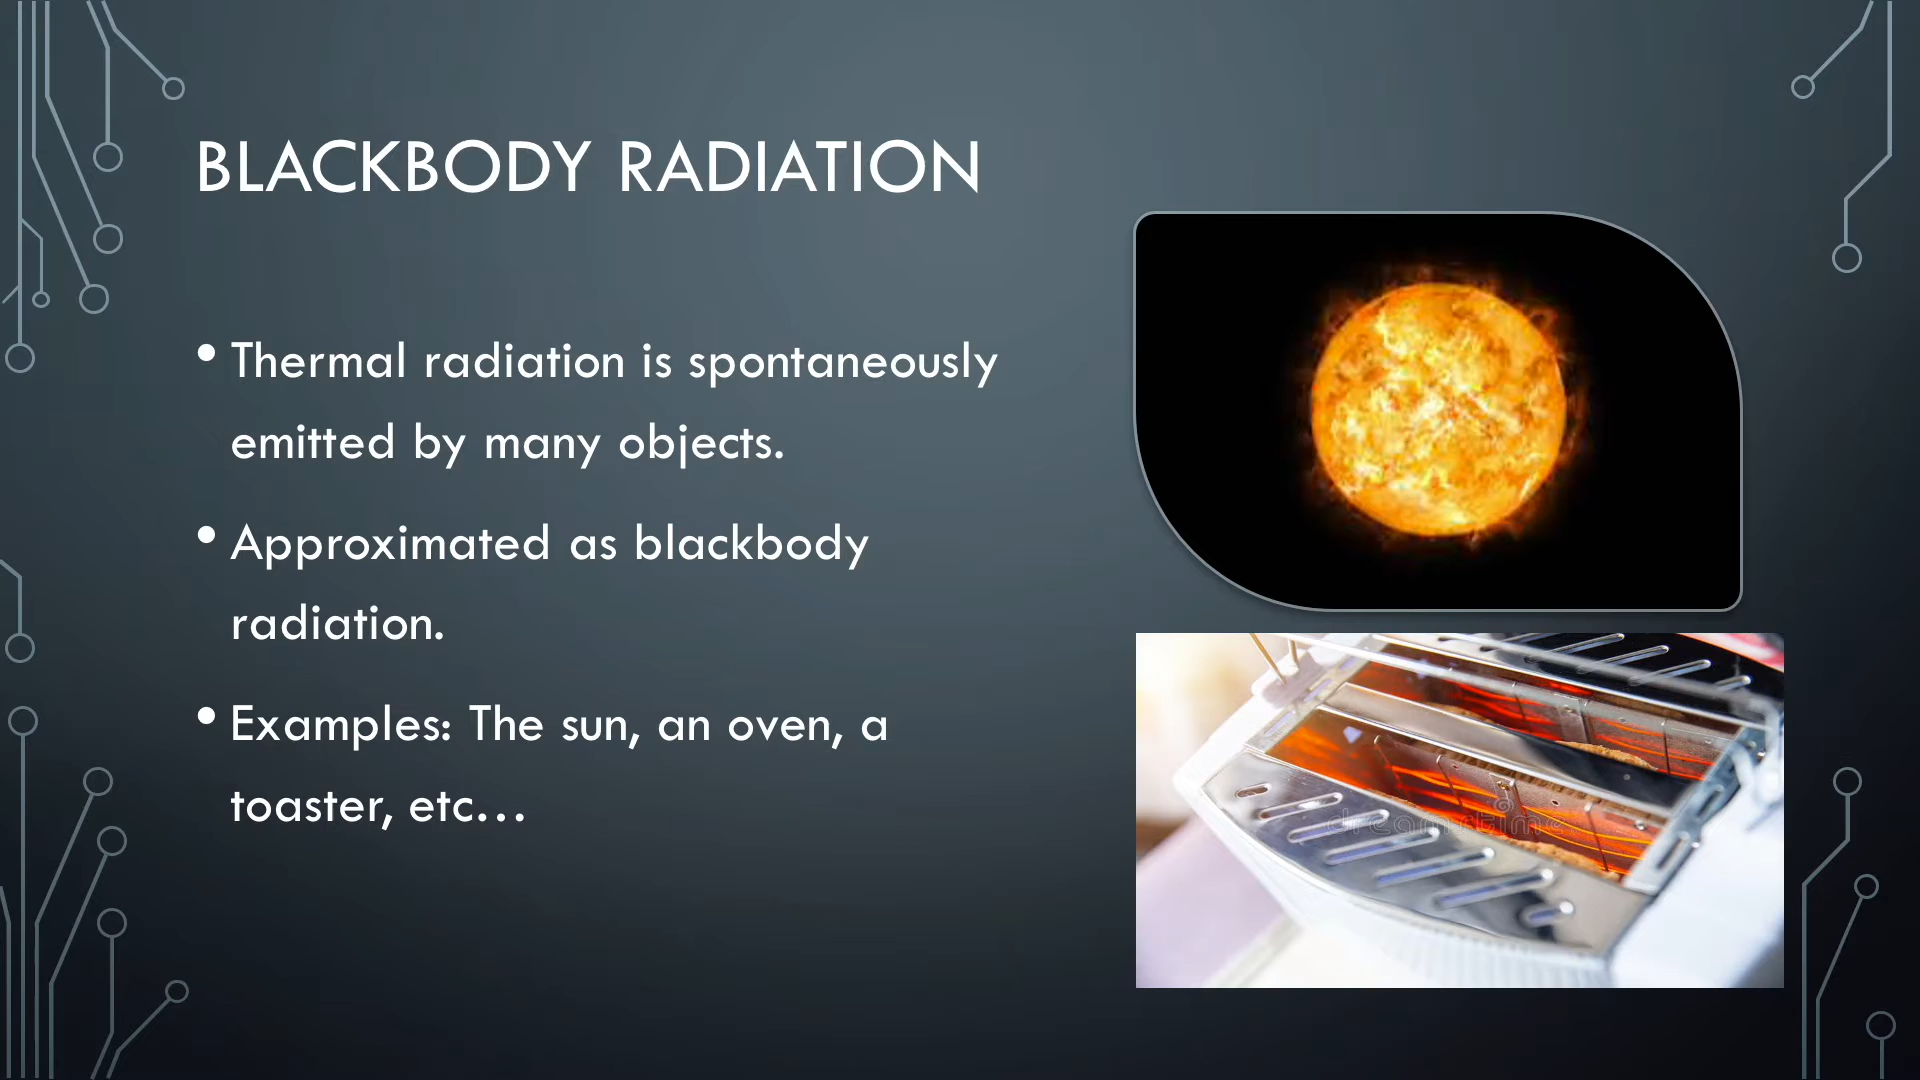 BLACKBODY RADIATION
• Thermal radiation is spontaneously
emitted by many objects.
• Approximated as blackbody
radiation.
• Examples: The sun, an oven, a
toaster, etc…
dreamstime